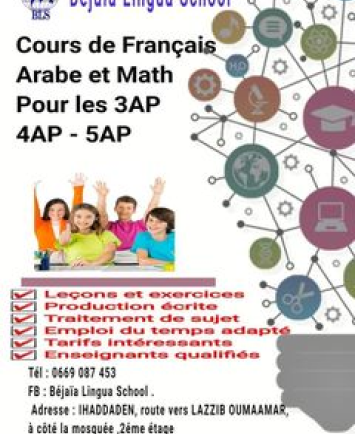 Béjaïa Lingua School
BLS
Cours de Français
Arabe et Math
Pour les 3AP
4AP - 5AP
H₂O
Leçons et exercices
Production écrite
Traitement de sujet
Emploi du temps adapté
Tarifs intéressants
Enseignants qualifiés
Tél : 0669 087 453
FB : Béjaïa Lingua School .
Adresse : IHADDADEN, route vers LAZZIB OUMAAMAR,
à côté la mosquée ,2éme étage